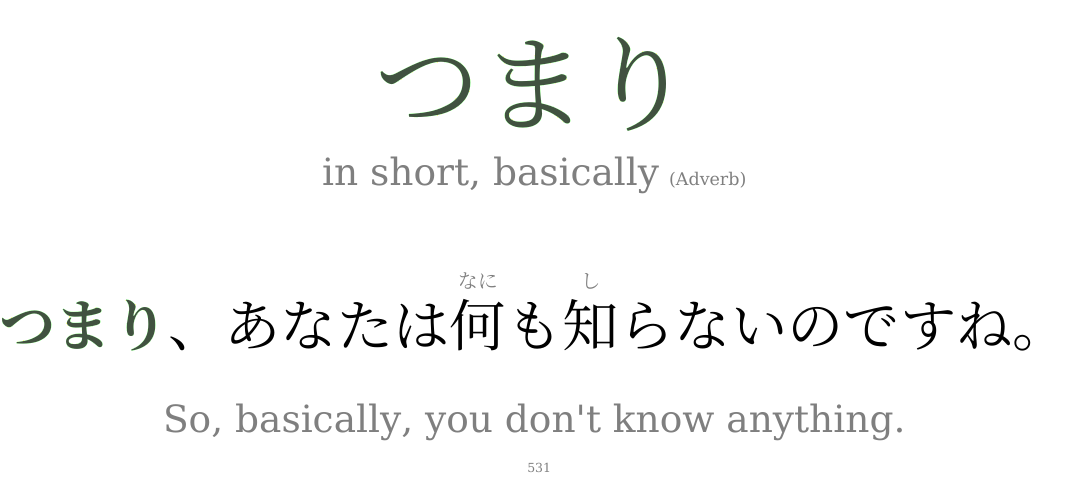 つまり
in short, basically (Adverb)
なに し
つまり、あなたは何も知らないのですね。
So, basically, you don't know anything.
531